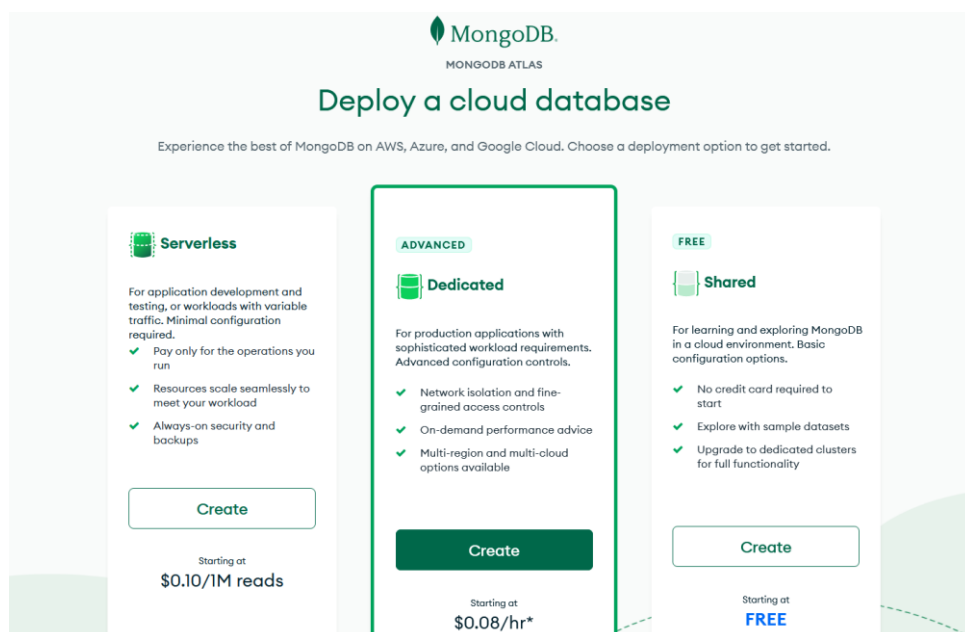 MongoDB.
MONGODB ATLAS
Deploy a cloud database
Experience the best of MongoDB on AWS, Azure, and Google Cloud. Choose a deployment option to get started.
Serverless
For application development and
testing, or workloads with variable
traffic. Minimal configuration
required.
Pay only for the operations you
run
Resources scale seamlessly to
meet your workload
Always-on security and
backups
Create
Starting at
$0.10/1M reads
ADVANCED
Dedicated
For production applications with
sophisticated workload requirements.
Advanced configuration controls.
Network isolation and fine-
grained access controls
On-demand performance advice
Multi-region and multi-cloud
options available
Create
Starting at
$0.08/hr*
FREE
Shared
For learning and exploring MongoDB
in a cloud environment. Basic
configuration options.
No credit card required to
start
Explore with sample datasets
Upgrade to dedicated clusters
for full functionality
Create
Starting at
FREE